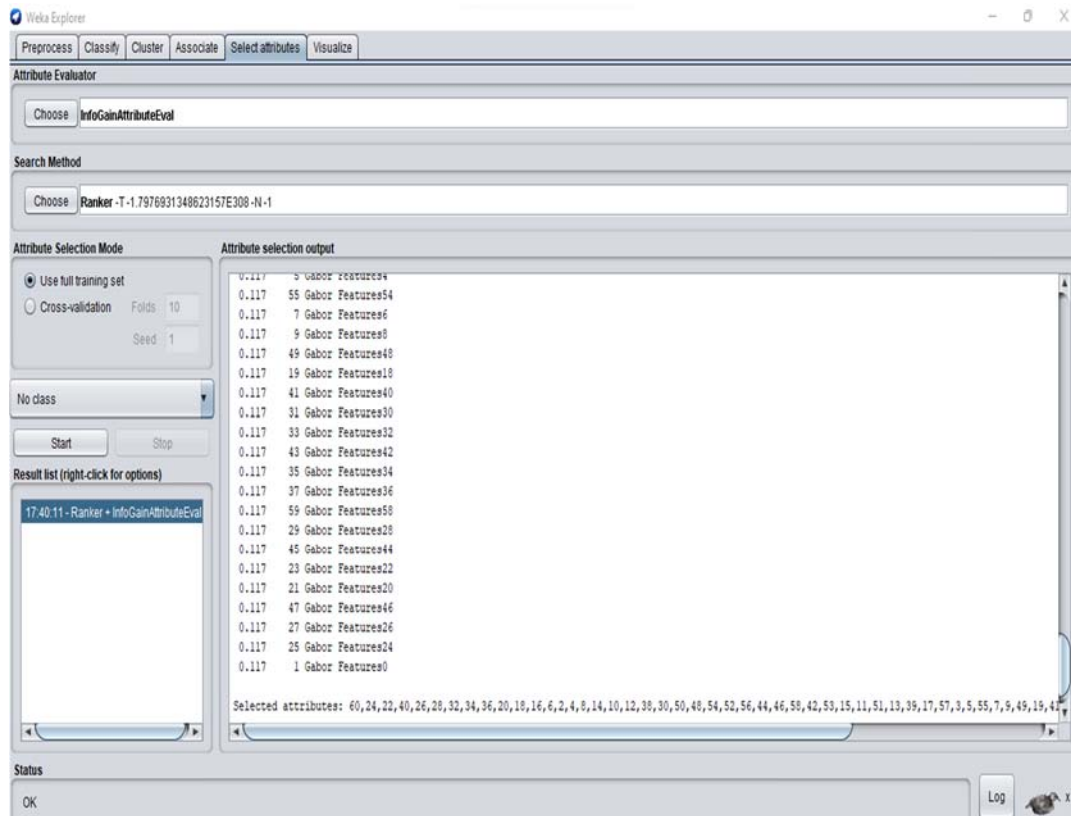 Weka Explorer
Preprocess Classify Cluster Associate Select attributes Visualize
Attribute Evaluator
Choose InfoGainAttributeEval
Search Method
Choose Ranker -T -1.7976931348623157E308 -N -1
Attribute Selection Mode
Use full training set
Cross-validation Folds 10
Seed 1
No class
Start Stop
Result list (right-click for options)
17:40:11 - Ranker + InfoGainAttributeEval
Attribute selection output
0.117 5 Gabor Features4
0.117 55 Gabor Features54
0.117 7 Gabor Features6
0.117 9 Gabor Features8
0.117 49 Gabor Features48
0.117 19 Gabor Features18
0.117 41 Gabor Features40
0.117 31 Gabor Features30
0.117 33 Gabor Features32
0.117 43 Gabor Features42
0.117 35 Gabor Features34
0.117 37 Gabor Features36
0.117 59 Gabor Features58
0.117 29 Gabor Features28
0.117 45 Gabor Features44
0.117 23 Gabor Features22
0.117 21 Gabor Features20
0.117 47 Gabor Features46
0.117 27 Gabor Features26
0.117 25 Gabor Features24
0.117 1 Gabor Features0
Selected attributes: 60,24,22,40,26,28,32,34,36,20,18,16,6,2,4,8,14,10,12,38,30,50,48,54,52,56,44,46,58,42,53,15,11,51,13,39,17,57,3,5,55,7,9,49,19,41
Status
OK
Log x